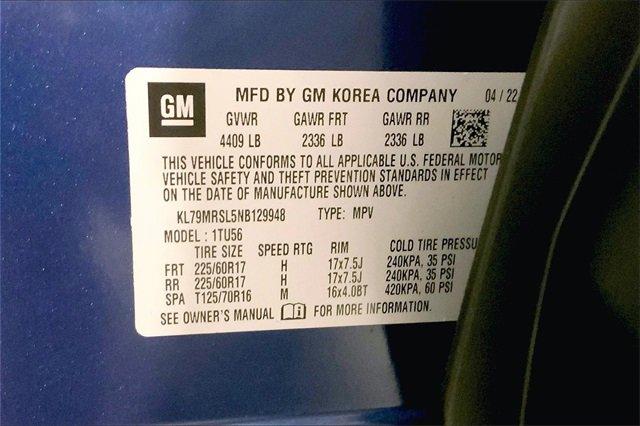 GM
MFD BY GM KOREA COMPANY 04 / 22
GVWR GAWR FRT GAWR RR
4409 LB 2336 LB 2336 LB
THIS VEHICLE CONFORMS TO ALL APPLICABLE U.S. FEDERAL MOTOR
VEHICLE SAFETY AND THEFT PREVENTION STANDARDS IN EFFECT
ON THE DATE OF MANUFACTURE SHOWN ABOVE.
KL79MRSL5NB129948 TYPE: MPV
MODEL : 1TU56
TIRE SIZE SPEED RTG RIM COLD TIRE PRESSU
FRT 225/60R17 H 17x7.5J 240KPA, 35 PSI
RR 225/60R17 H 17x7.5J 240KPA, 35 PSI
SPA T125/70R16 M 16x4.0BT 420KPA, 60 PSI
SEE OWNER'S MANUAL FOR MORE INFORMATION.